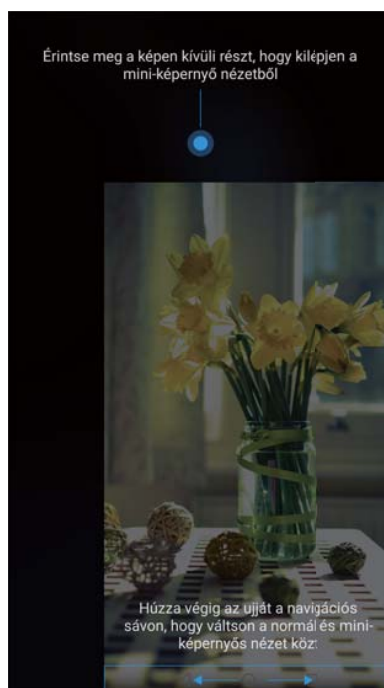 Érintse meg a képen kívüli részt, hogy kilépjen a
mini-képernyő nézetből
Húzza végig az ujját a navigációs
sávon, hogy váltson a normál és mini-
képernyős nézet köz: